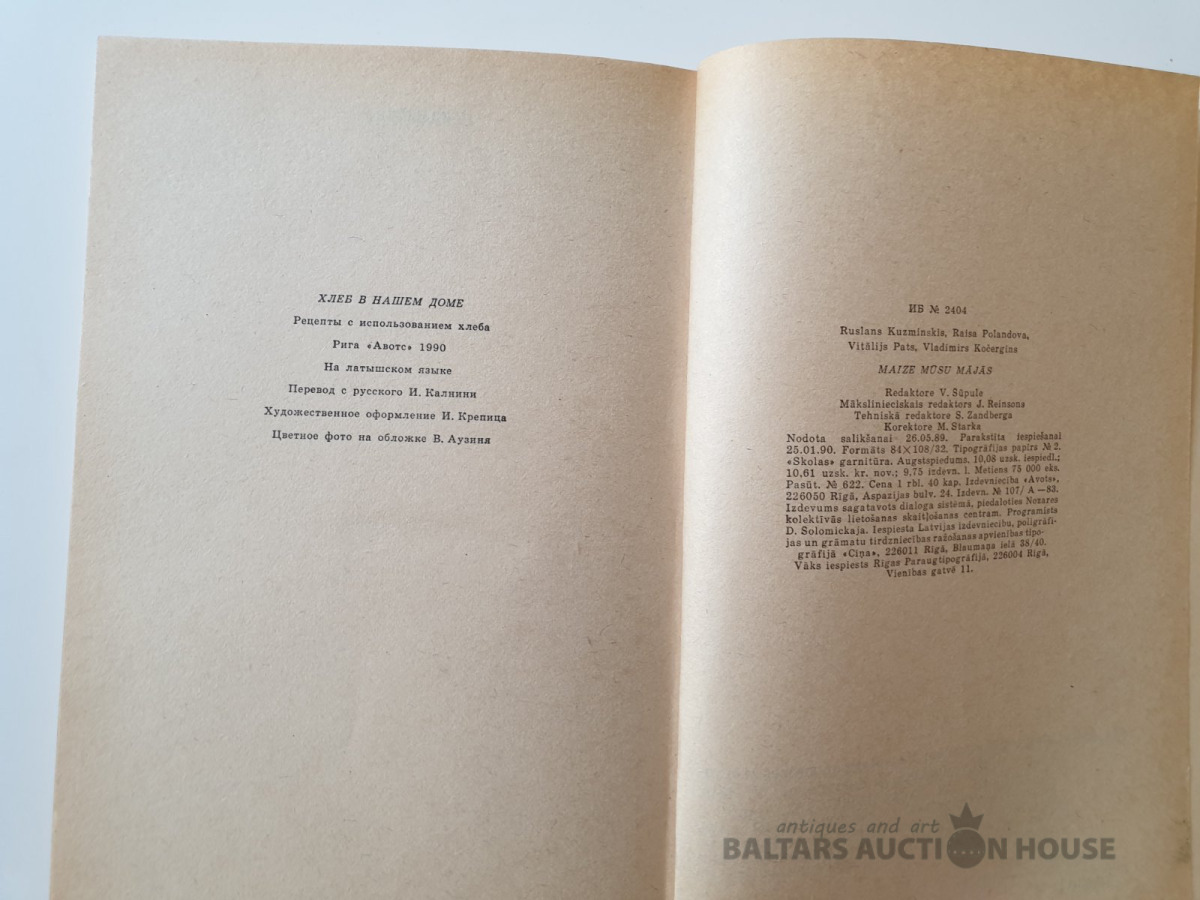 ХЛЕБ В НАШЕМ ДОМЕ
Рецепты с использованием хлеба
Рига «Авотс» 1990
На латышском языке
Перевод с русского И. Калнини
Художественное оформление И. Крепица
Цветное фото на обложке В. Аузиня
ИБ № 2404
Ruslans Kuzminskis, Raisa Polandova,
Vitālijs Pats, Vladimirs Kočergins
MAIZE MŪSU MĀJĀS
Redaktore V. Sūpule
Mākslinieciskais redaktors J. Reinzons
Tehniskā redaktore S. Zandberga
Korektore M. Starka
Nodota salikšanai 26.05.89. Parakstīta iespiešanai
25.01.90. Formāts 84×108/32. Tipogrāfijas papīrs № 2.
«Skolas» garnitūra. Augstspiedums. 10,08 uzsk. iespiedl.;
10,61 uzsk. kr. nov.; 9,75 izdevn. l. Metiens 75 000 eks.
Pasūt. № 622. Cena 1 rbl. 40 kap. Izdevniecība «Avots»,
226050 Rīgā, Aspazijas bulv. 24. Izdevn. № 107/ A—83.
Izdevums sagatavots dialoga sistēmā, piedaloties Nozares
kolektīvās lietošanas skaitļošanas centram. Programmists
D. Solomickaja. Iespiesta Latvijas izdevniecību, poligrāfi-
jas un grāmatu tirdzniecības ražošanas apvienības tipo-
grāfijā «Cīņa», 226011 Rīgā, Blaumaņa ielā 38/40.
Vāks iespiests Rīgas Paraugtipogrāfijā, 226004 Rīgā,
Vienības gatvē 11.
antiques and art
BALTARS AUCTION HOUSE